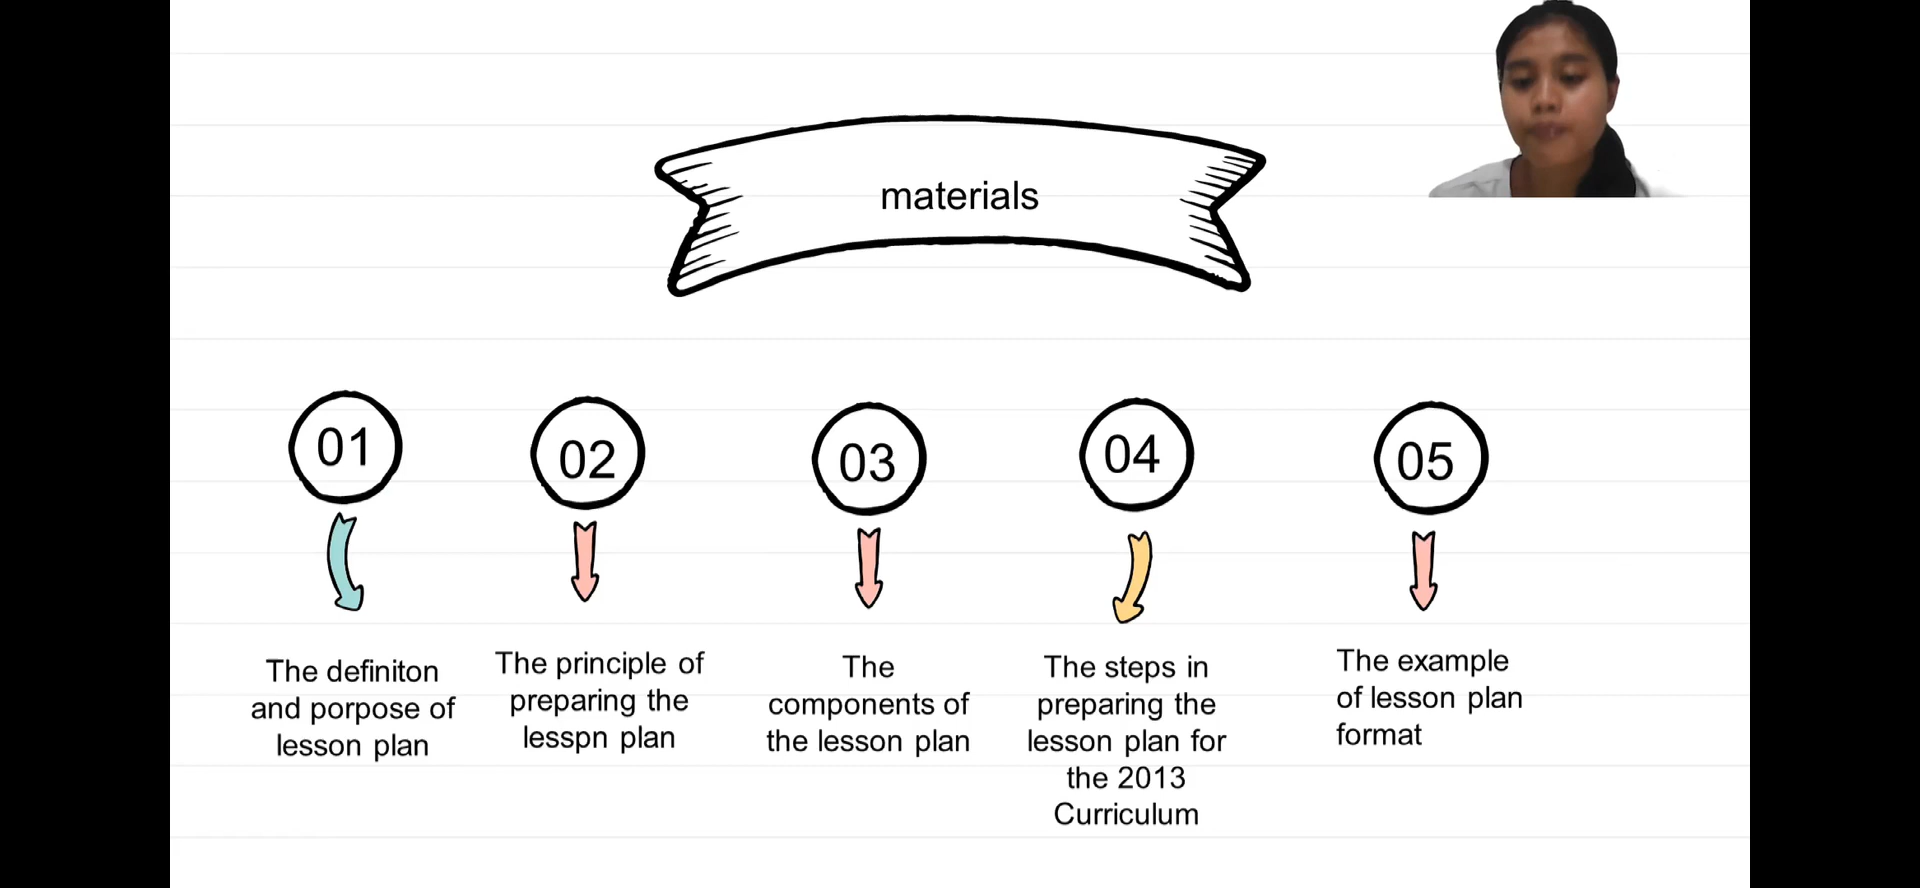 materials
01
02
03
04
05
The definiton
and porpose of
lesson plan
The principle of
preparing the
lesspn plan
The
components of
the lesson plan
The steps in
preparing the
lesson plan for
the 2013
Curriculum
The example
of lesson plan
format